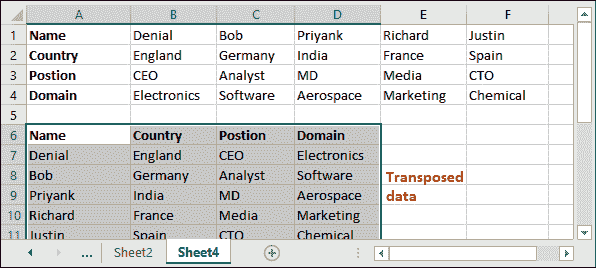 A B C D E F
1 Name Denial Bob Priyank Richard Justin
2 Country England Germany India France Spain
3 Postion CEO Analyst MD Media CTO
4 Domain Electronics Software Aerospace Marketing Chemical
5
6 Name Country Postion Domain
7 Denial England CEO Electronics
8 Bob Germany Analyst Software Transposed
9 Priyank India MD Aerospace data
10 Richard France Media Marketing
11 Justin Spain CTO Chemical
... Sheet2 Sheet4